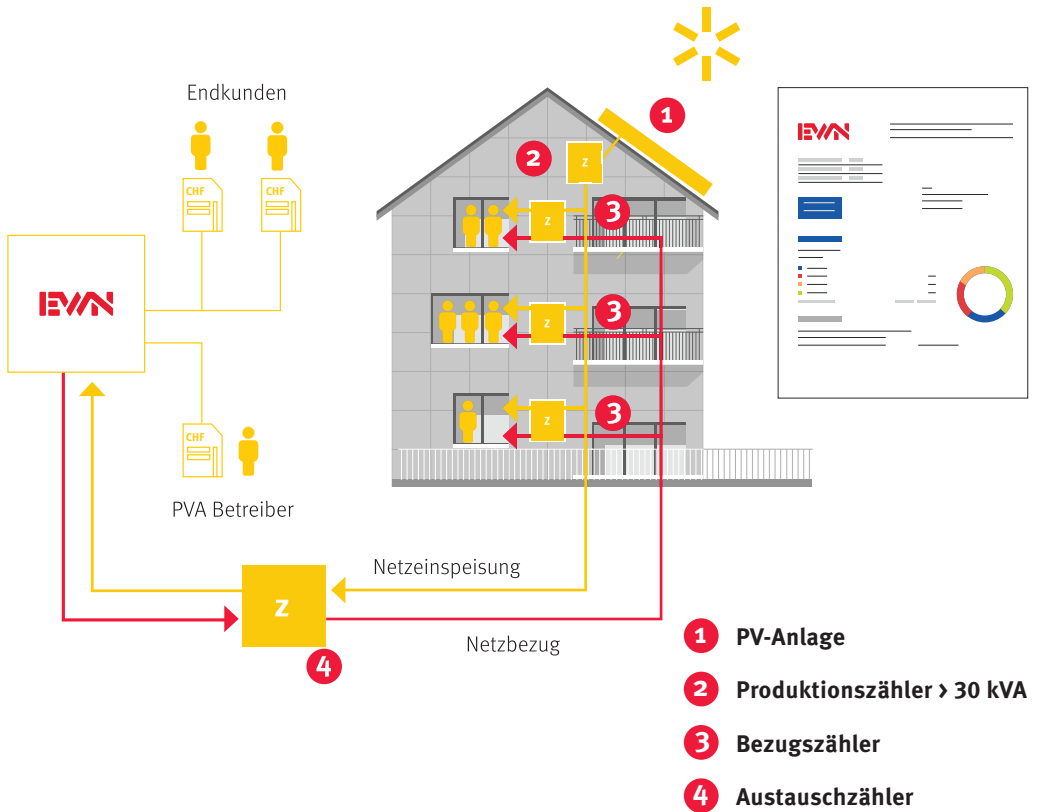 Endkunden
1
EWN
2
Z
CHF
CHF
3
Z
EWN
3
Z
3
Z
CHF
PVA Betreiber
Netzeinspeisung
Z
Netzbezug
4
1 PV-Anlage
2 Produktionszähler > 30 kVA
3 Bezugszähler
4 Austauschzähler